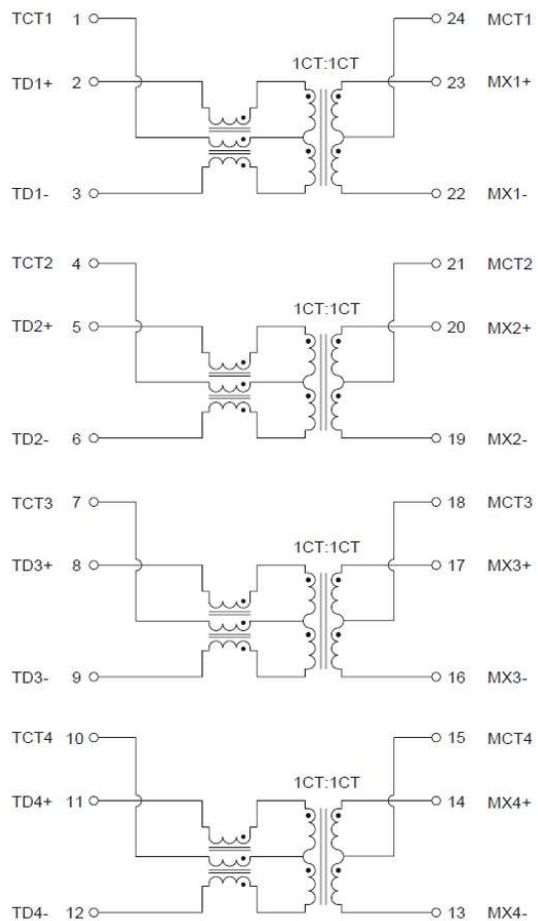 TCT1 1 24 MCT1
1CT:1CT
TD1+ 2 23 MX1+
TD1- 3 22 MX1-
TCT2 4 21 MCT2
1CT:1CT
TD2+ 5 20 MX2+
TD2- 6 19 MX2-
TCT3 7 18 MCT3
1CT:1CT
TD3+ 8 17 MX3+
TD3- 9 16 MX3-
TCT4 10 15 MCT4
1CT:1CT
TD4+ 11 14 MX4+
TD4- 12 13 MX4-